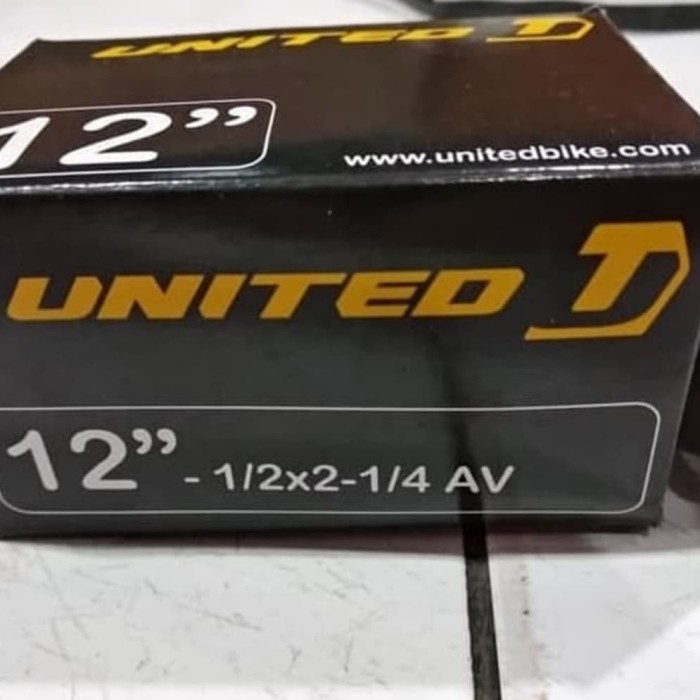 UNITED
12”
www.unitedbike.com
UNITED
12” - 1/2x2-1/4 AV